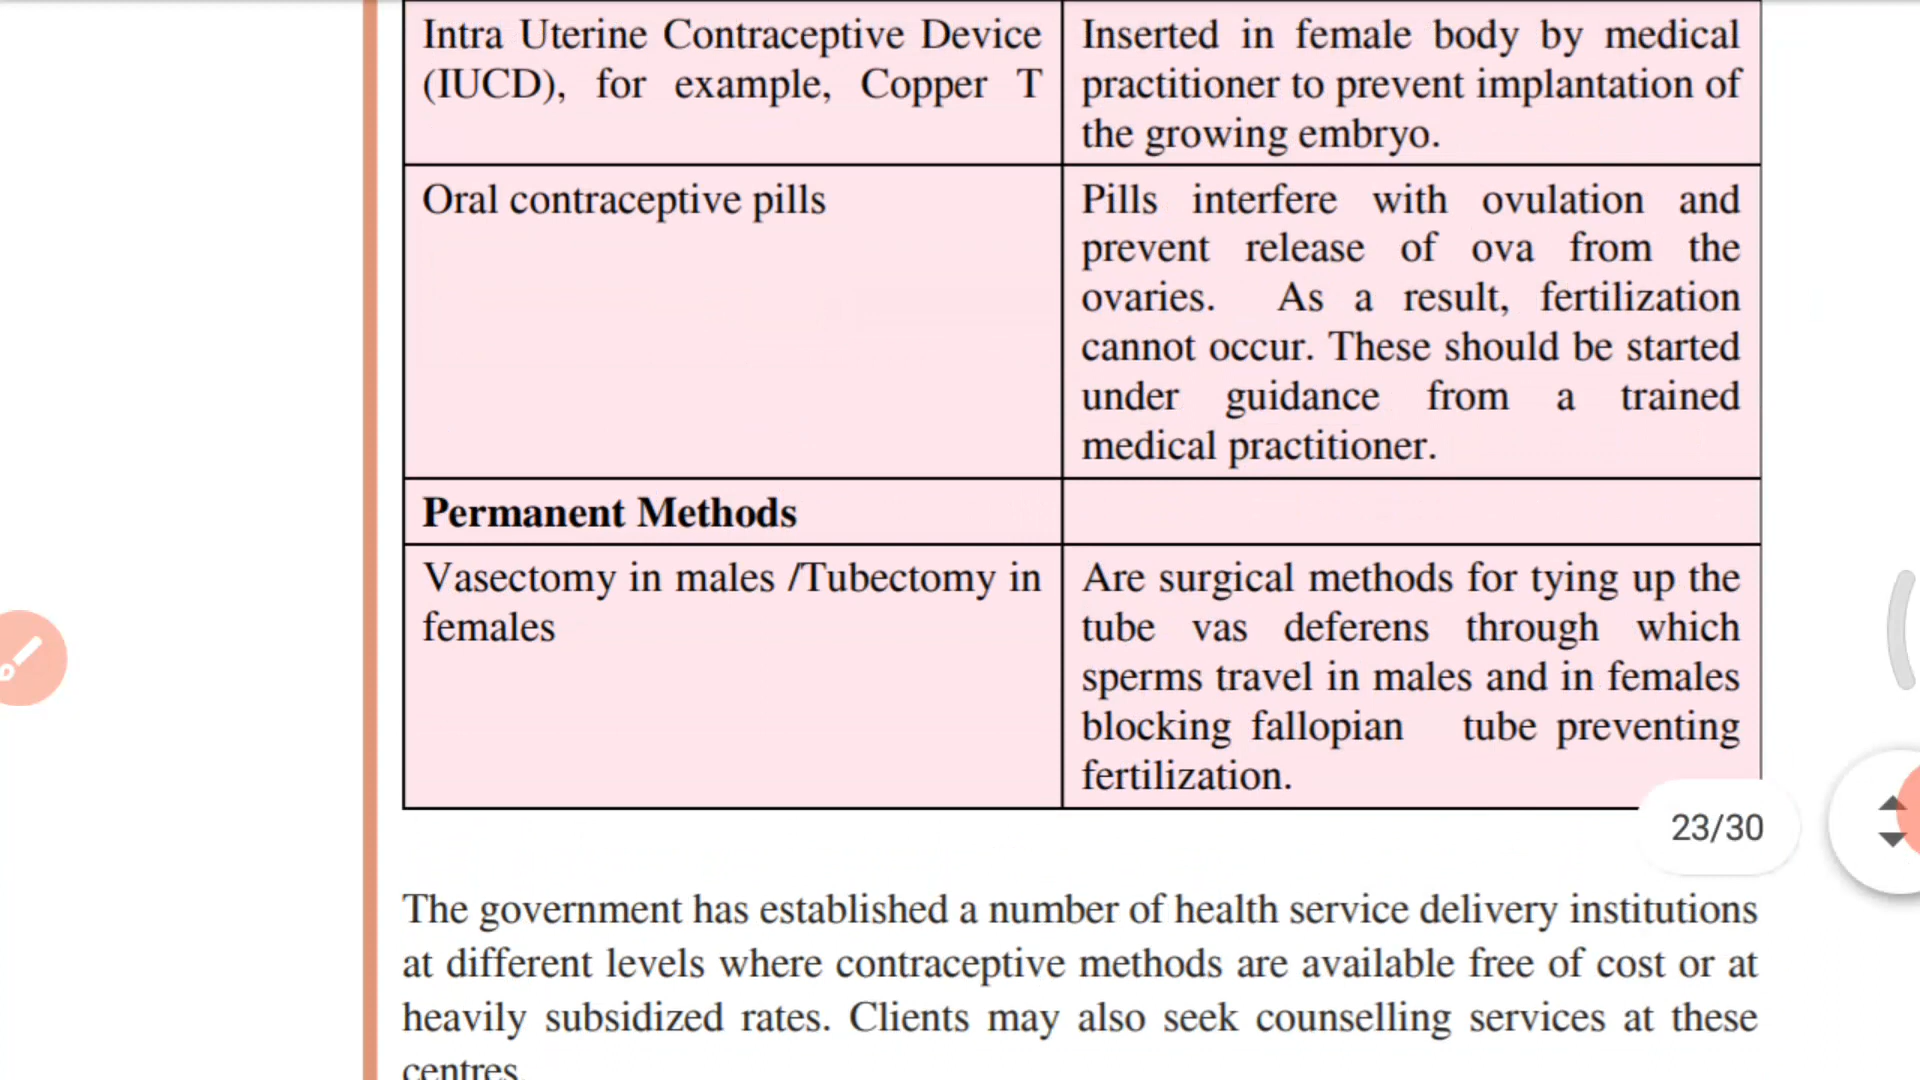 Intra Uterine Contraceptive Device
(IUCD), for example, Copper T
Inserted in female body by medical
practitioner to prevent implantation of
the growing embryo.
Oral contraceptive pills
Pills interfere with ovulation and
prevent release of ova from the
ovaries. As a result, fertilization
cannot occur. These should be started
under guidance from a trained
medical practitioner.
Permanent Methods
Vasectomy in males /Tubectomy in
females
Are surgical methods for tying up the
tube vas deferens through which
sperms travel in males and in females
blocking fallopian tube preventing
fertilization.
23/30
The government has established a number of health service delivery institutions
at different levels where contraceptive methods are available free of cost or at
heavily subsidized rates. Clients may also seek counselling services at these
centres.